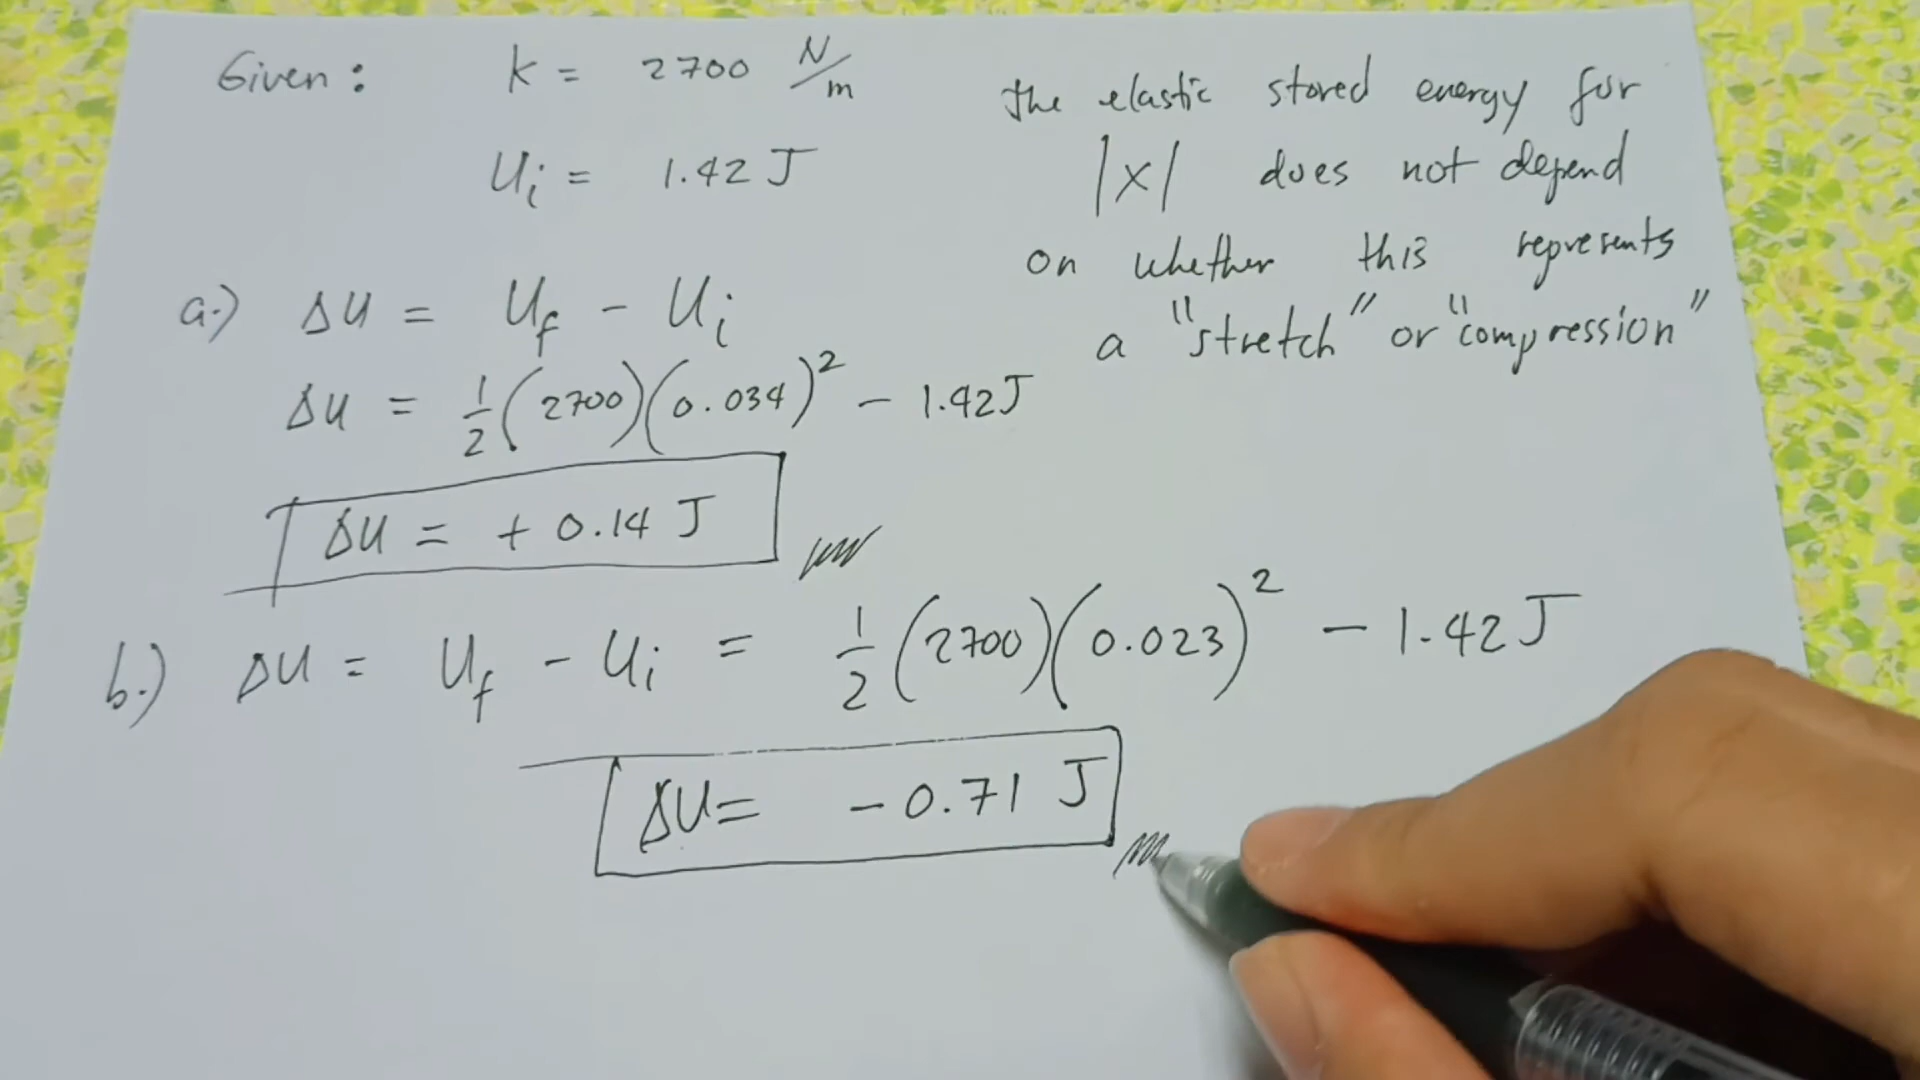 Given: k = 2700 N/m
Ui = 1.42 J
the elastic stored energy for
|x| does not depend
on whether this represents
a "stretch" or "compression"
a.) ΔU = Uf - Ui
ΔU = 1/2 (2700)(0.034)² - 1.42J
ΔU = + 0.14 J
b.) ΔU = Uf - Ui = 1/2 (2700)(0.023)² - 1.42J
ΔU = - 0.71 J